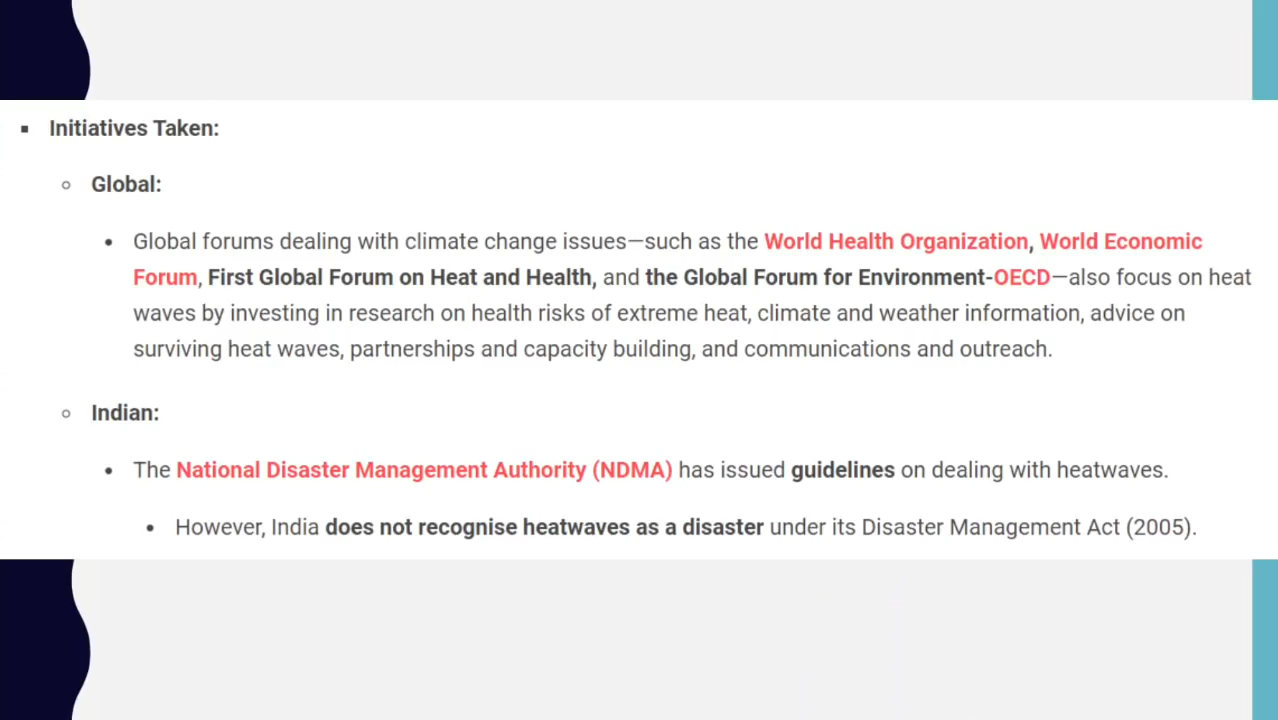 Initiatives Taken:
Global:
Global forums dealing with climate change issues—such as the World Health Organization, World Economic
Forum, First Global Forum on Heat and Health, and the Global Forum for Environment-OECD—also focus on heat
waves by investing in research on health risks of extreme heat, climate and weather information, advice on
surviving heat waves, partnerships and capacity building, and communications and outreach.
Indian:
The National Disaster Management Authority (NDMA) has issued guidelines on dealing with heatwaves.
However, India does not recognise heatwaves as a disaster under its Disaster Management Act (2005).